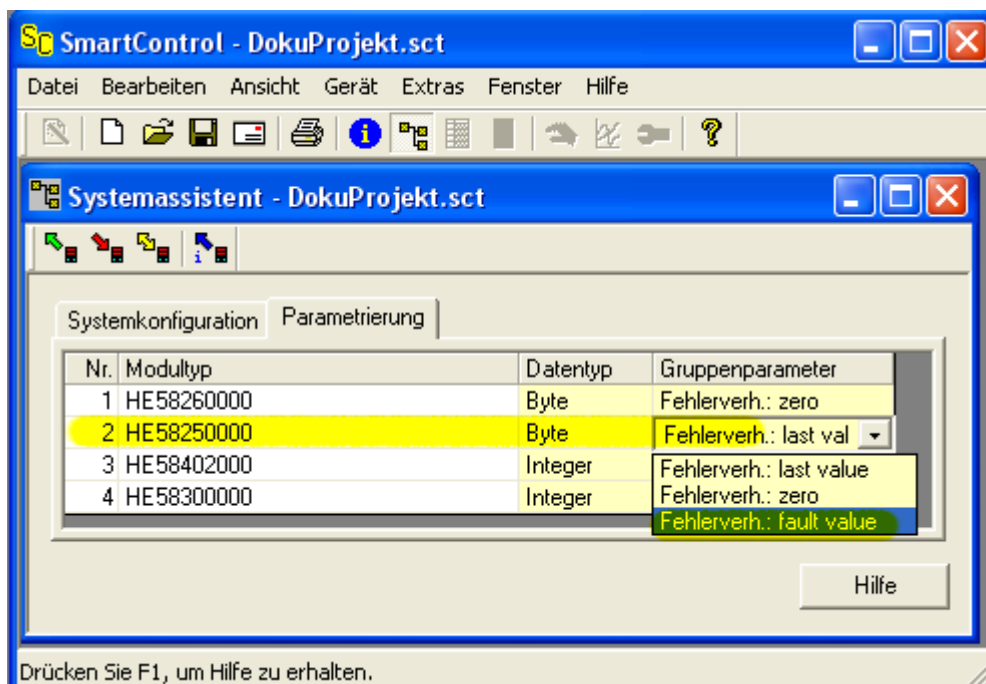 SC SmartControl - DokuProjekt.sct
Datei Bearbeiten Ansicht Gerät Extras Fenster Hilfe
Systemassistent - DokuProjekt.sct
Systemkonfiguration Parametrierung
Nr. Modultyp Datentyp Gruppenparameter
1 HE58260000 Byte Fehlerverh.: zero
2 HE58250000 Byte Fehlerverh.: last val
3 HE58402000 Integer Fehlerverh.: last value
4 HE58300000 Integer Fehlerverh.: zero
Fehlerverh.: fault value
Hilfe
Drücken Sie F1, um Hilfe zu erhalten.